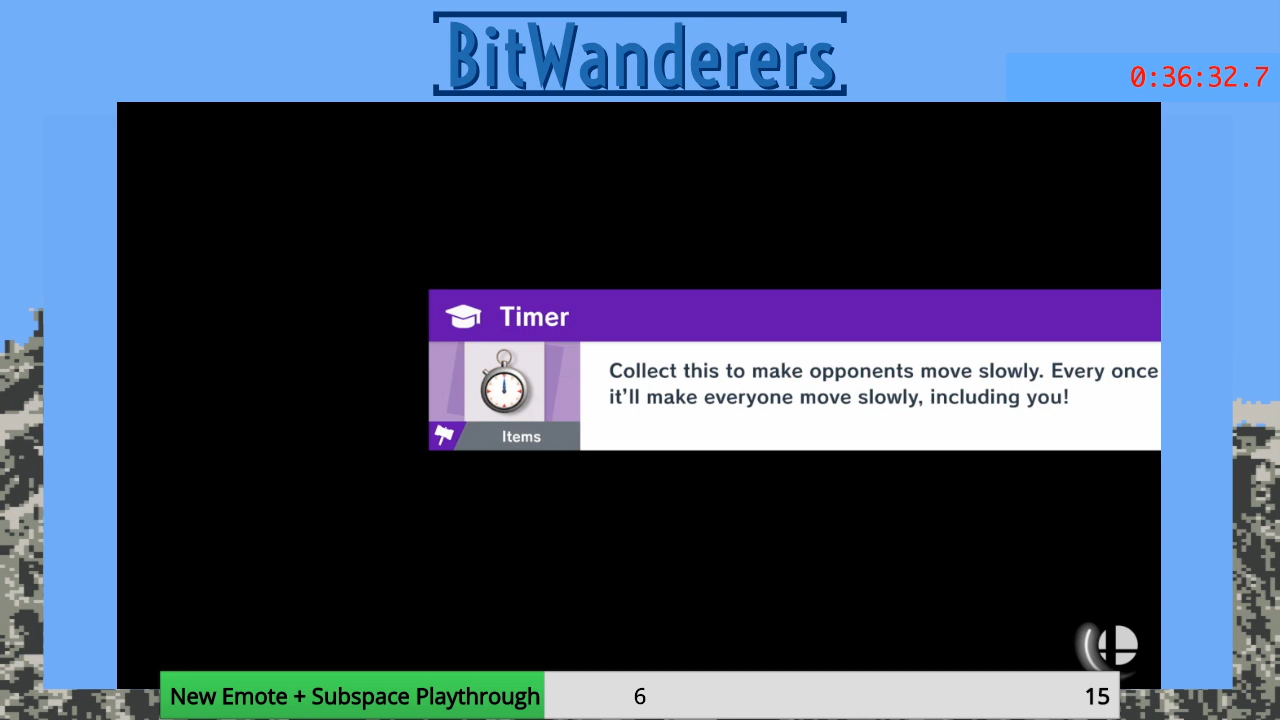 BitWanderers
0:36:32.7
Timer
Collect this to make opponents move slowly. Every once
it'll make everyone move slowly, including you!
Items
New Emote + Subspace Playthrough 6 15